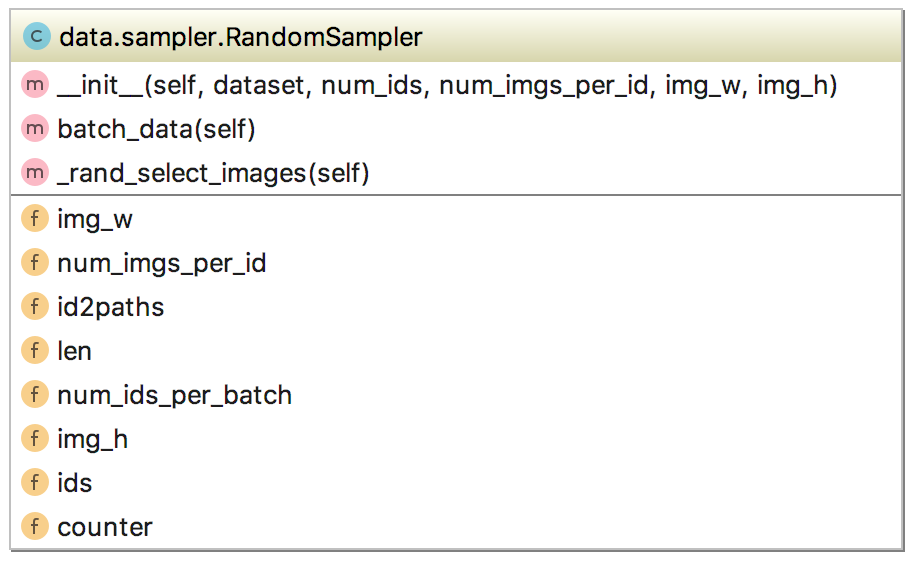 C data.sampler.RandomSampler
m __init__(self, dataset, num_ids, num_imgs_per_id, img_w, img_h)
m batch_data(self)
m _rand_select_images(self)
f img_w
f num_imgs_per_id
f id2paths
f len
f num_ids_per_batch
f img_h
f ids
f counter